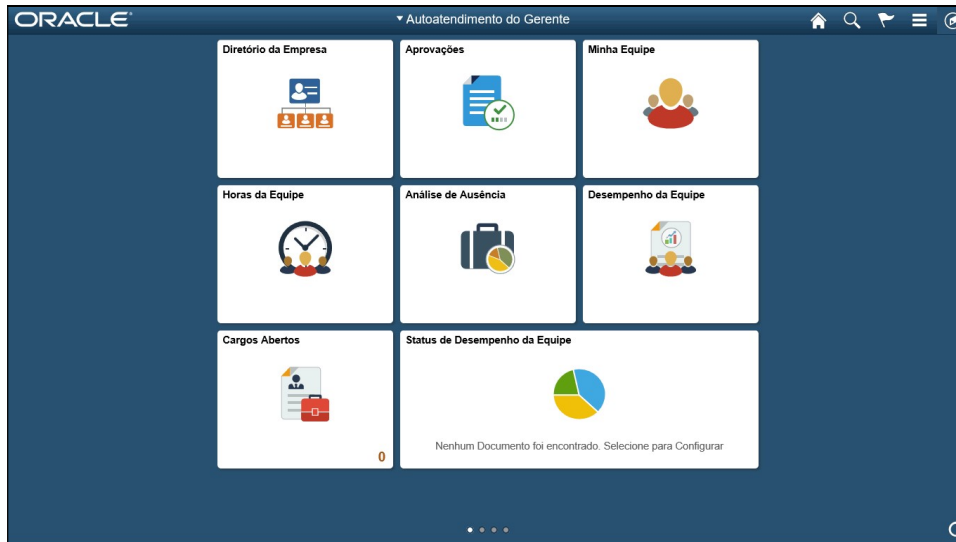 ORACLE
Autoatendimento do Gerente
Diretório da Empresa
Aprovações
Minha Equipe
Horas da Equipe
Análise de Ausência
Desempenho da Equipe
Cargos Abertos
Status de Desempenho da Equipe
0
Nenhum Documento foi encontrado. Selecione para Configurar